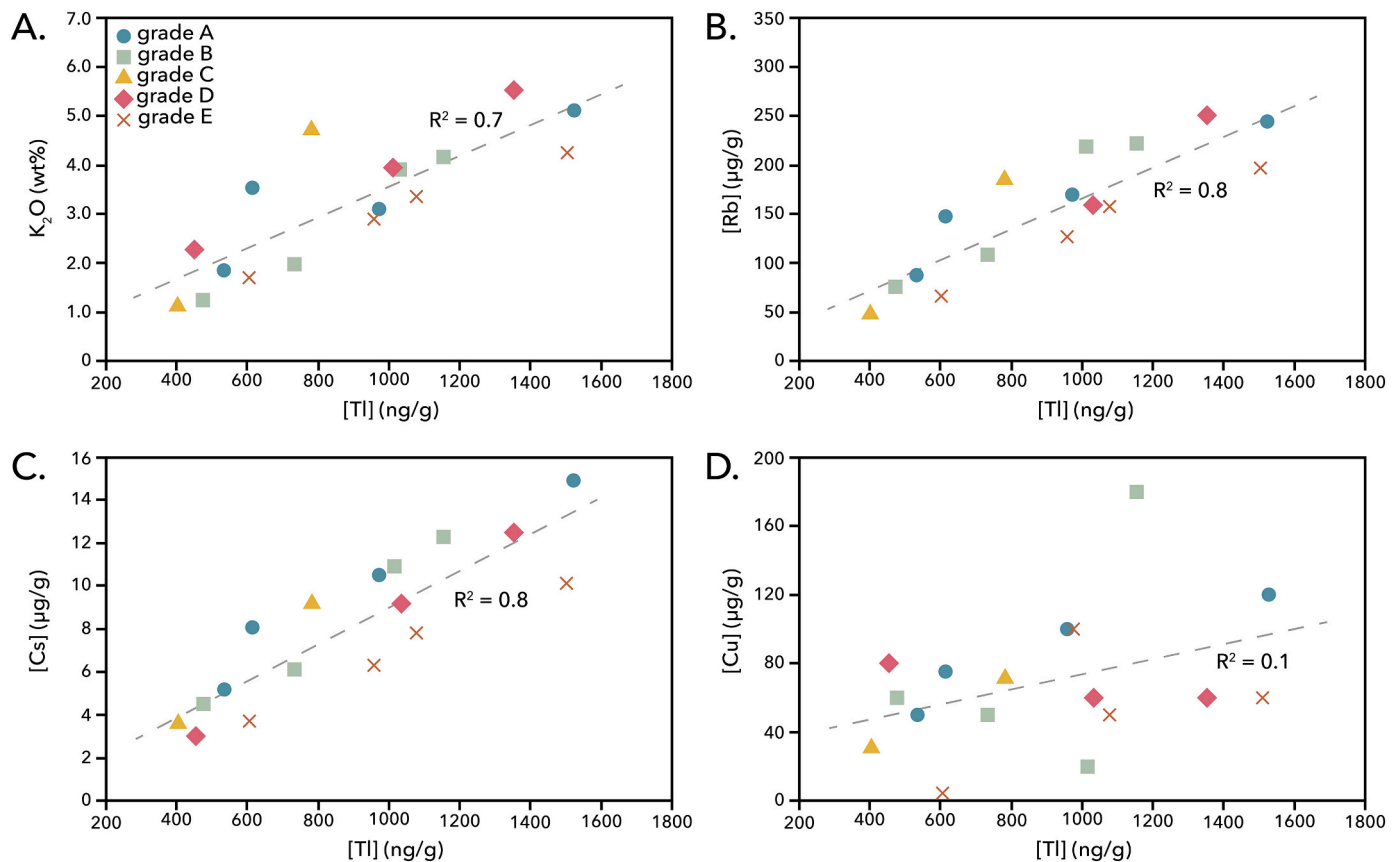 A.
7.0
6.0
5.0
4.0
3.0
2.0
1.0
0
K₂O (wt%)
grade A
grade B
grade C
grade D
grade E
R² = 0.7
200 400 600 800 1000 1200 1400 1600 1800
[Tl] (ng/g)
B.
350
300
250
200
150
100
50
0
[Rb] (µg/g)
R² = 0.8
200 400 600 800 1000 1200 1400 1600 1800
[Tl] (ng/g)
C.
16
14
12
10
8
6
4
2
0
[Cs] (µg/g)
R² = 0.8
200 400 600 800 1000 1200 1400 1600 1800
[Tl] (ng/g)
D.
200
160
120
80
40
0
[Cu] (µg/g)
R² = 0.1
200 400 600 800 1000 1200 1400 1600 1800
[Tl] (ng/g)